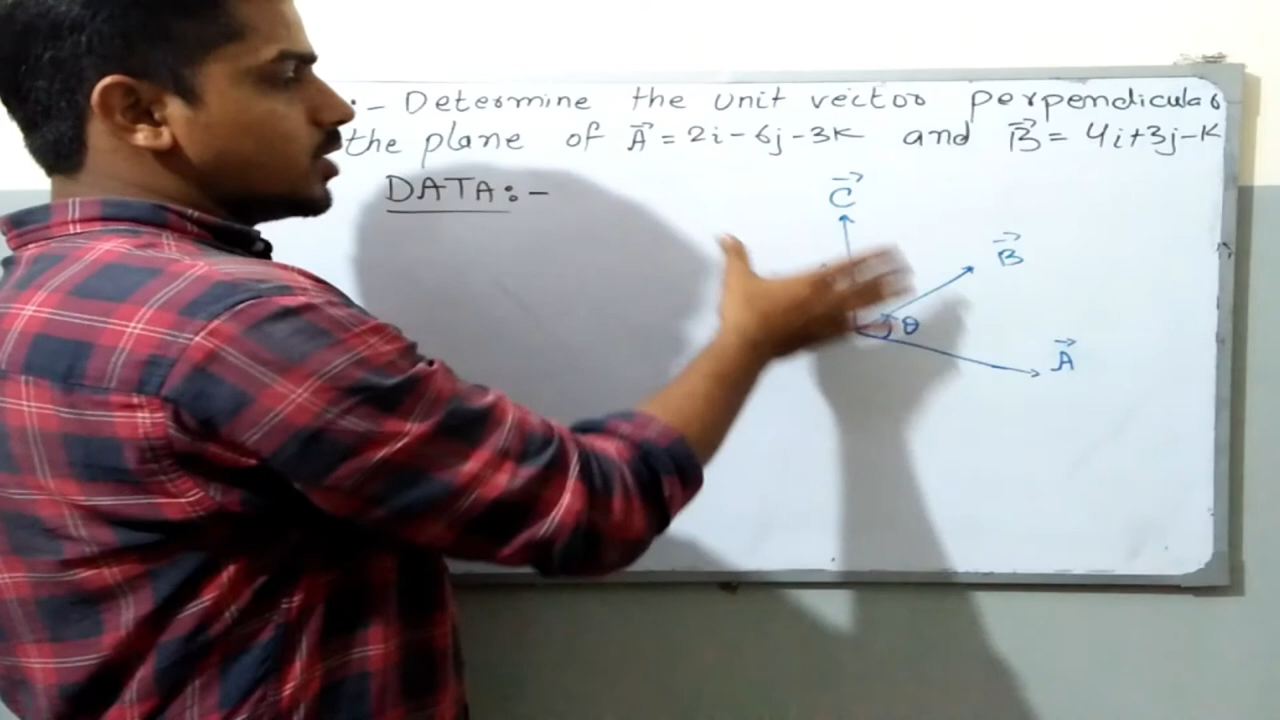 :- Determine the unit vector perpendicular
the plane of A⃗ = 2i-6j-3k and B⃗ = 4i+3j-k
DATA:-
C⃗
B⃗
θ
A⃗